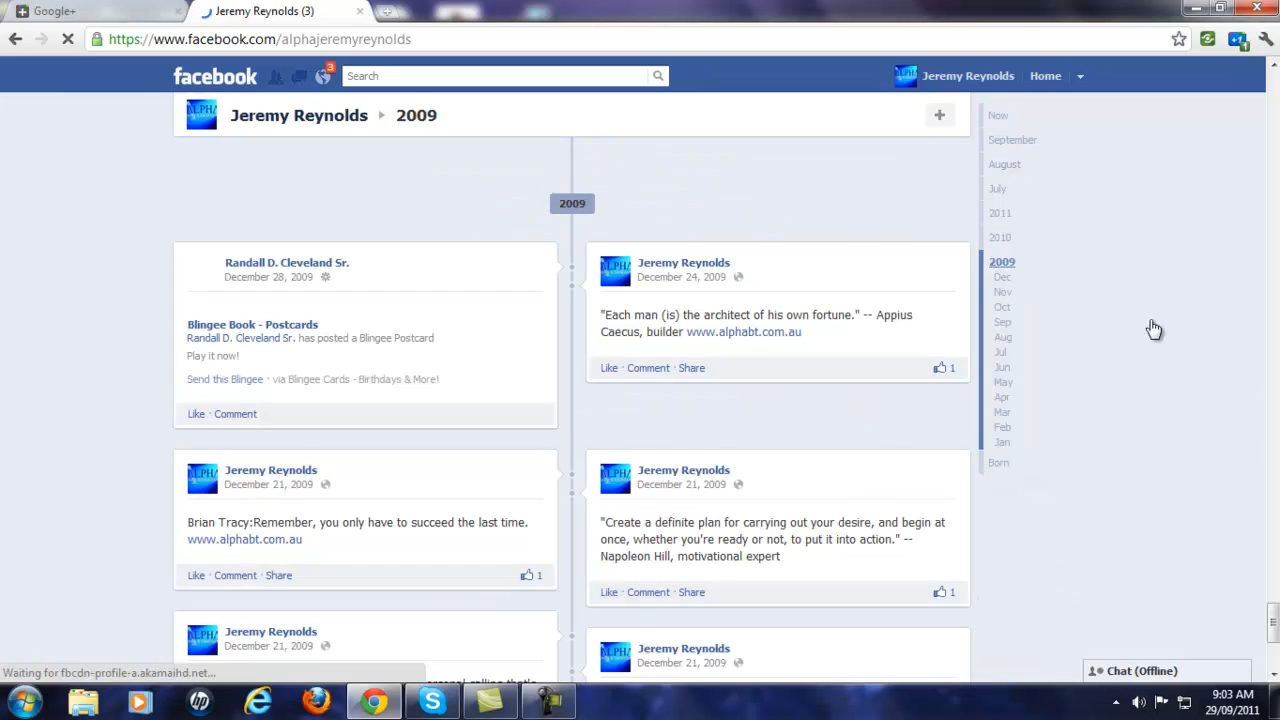 Google+
Jeremy Reynolds (3)
https://www.facebook.com/alphajeremyreynolds
facebook
3
Search
Jeremy Reynolds
Home
Jeremy Reynolds
2009
2009
Randall D. Cleveland Sr.
December 28, 2009
Blingee Book - Postcards
Randall D. Cleveland Sr. has posted a Blingee Postcard
Play it now!
Send this Blingee · via Blingee Cards - Birthdays & More!
Like · Comment
Jeremy Reynolds
December 24, 2009
"Each man (is) the architect of his own fortune." -- Appius
Caecus, builder www.alphabt.com.au
Like · Comment · Share
1
Jeremy Reynolds
December 21, 2009
Brian Tracy:Remember, you only have to succeed the last time.
www.alphabt.com.au
Like · Comment · Share
1
Jeremy Reynolds
December 21, 2009
"Create a definite plan for carrying out your desire, and begin at
once, whether you're ready or not, to put it into action." --
Napoleon Hill, motivational expert
Like · Comment · Share
1
Jeremy Reynolds
December 21, 2009
Jeremy Reynolds
December 21, 2009
Now
September
August
July
2011
2010
2009
Dec
Nov
Oct
Sep
Aug
Jul
Jun
May
Apr
Mar
Feb
Jan
Born
Chat (Offline)
Waiting for fbcdn-profile-a.akamaihd.net...
9:03 AM
29/09/2011